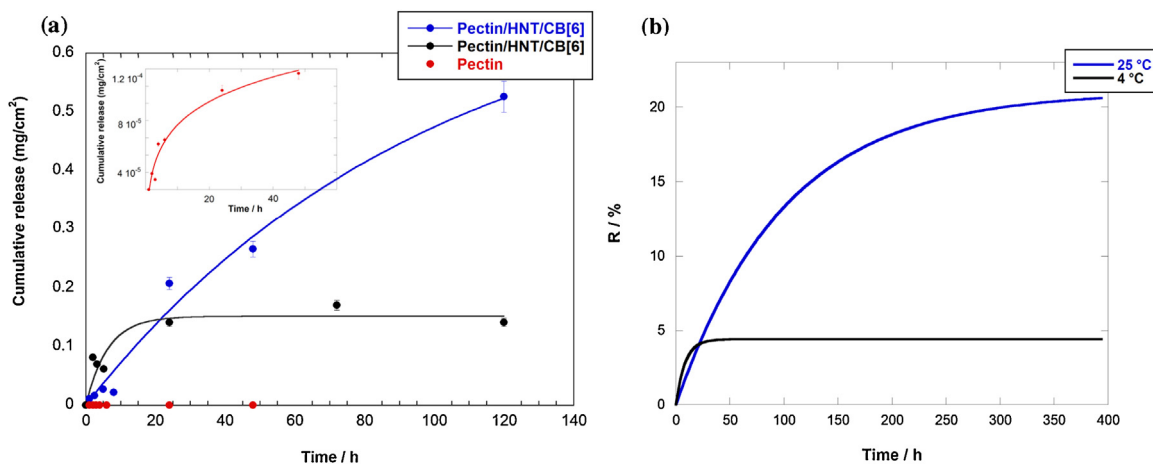 (a)
Pectin/HNT/CB[6]
Pectin/HNT/CB[6]
Pectin
0.6
0.5
0.4
0.3
0.2
0.1
0
Cumulative release (mg/cm²)
0 20 40 60 80 100 120 140
Time / h
1.2 10⁻⁴
8 10⁻⁵
4 10⁻⁵
Cumulative release (mg/cm²)
20 40
Time / h
(b)
25 °C
4 °C
20
15
10
5
0
R / %
0 50 100 150 200 250 300 350 400
Time / h